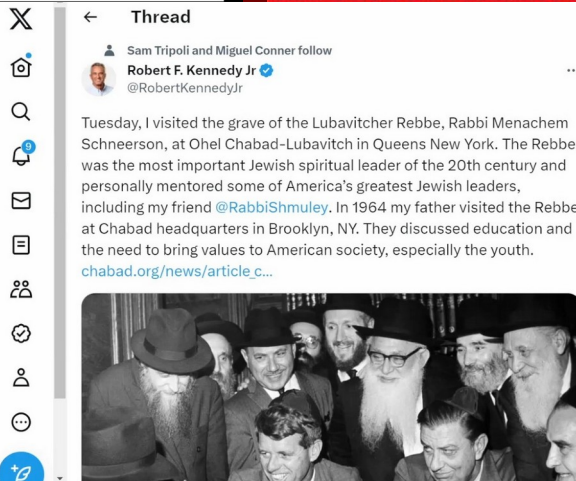 Thread
Sam Tripoli and Miguel Conner follow
Robert F. Kennedy Jr
@RobertKennedyJr
Tuesday, I visited the grave of the Lubavitcher Rebbe, Rabbi Menachem
Schneerson, at Ohel Chabad-Lubavitch in Queens New York. The Rebbe
was the most important Jewish spiritual leader of the 20th century and
personally mentored some of America's greatest Jewish leaders,
including my friend @RabbiShmuley. In 1964 my father visited the Rebbe
at Chabad headquarters in Brooklyn, NY. They discussed education and
the need to bring values to American society, especially the youth.
chabad.org/news/article_c...
9